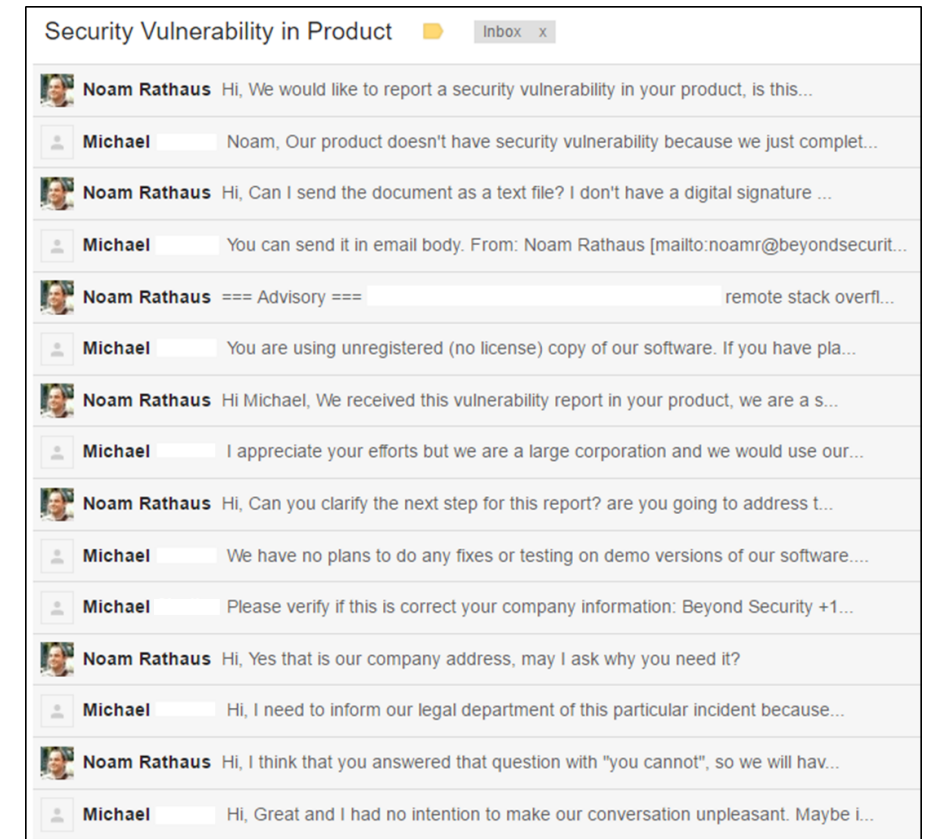 Security Vulnerability in Product Inbox x
Noam Rathaus Hi, We would like to report a security vulnerability in your product, is this...
Michael Noam, Our product doesn't have security vulnerability because we just complet...
Noam Rathaus Hi, Can I send the document as a text file? I don't have a digital signature ...
Michael You can send it in email body. From: Noam Rathaus [mailto:noamr@beyondsecurit...
Noam Rathaus === Advisory === remote stack overfl...
Michael You are using unregistered (no license) copy of our software. If you have pla...
Noam Rathaus Hi Michael, We received this vulnerability report in your product, we are a s...
Michael I appreciate your efforts but we are a large corporation and we would use our...
Noam Rathaus Hi, Can you clarify the next step for this report? are you going to address t...
Michael We have no plans to do any fixes or testing on demo versions of our software....
Michael Please verify if this is correct your company information: Beyond Security +1...
Noam Rathaus Hi, Yes that is our company address, may I ask why you need it?
Michael Hi, I need to inform our legal department of this particular incident because...
Noam Rathaus Hi, I think that you answered that question with "you cannot", so we will hav...
Michael Hi, Great and I had no intention to make our conversation unpleasant. Maybe i...